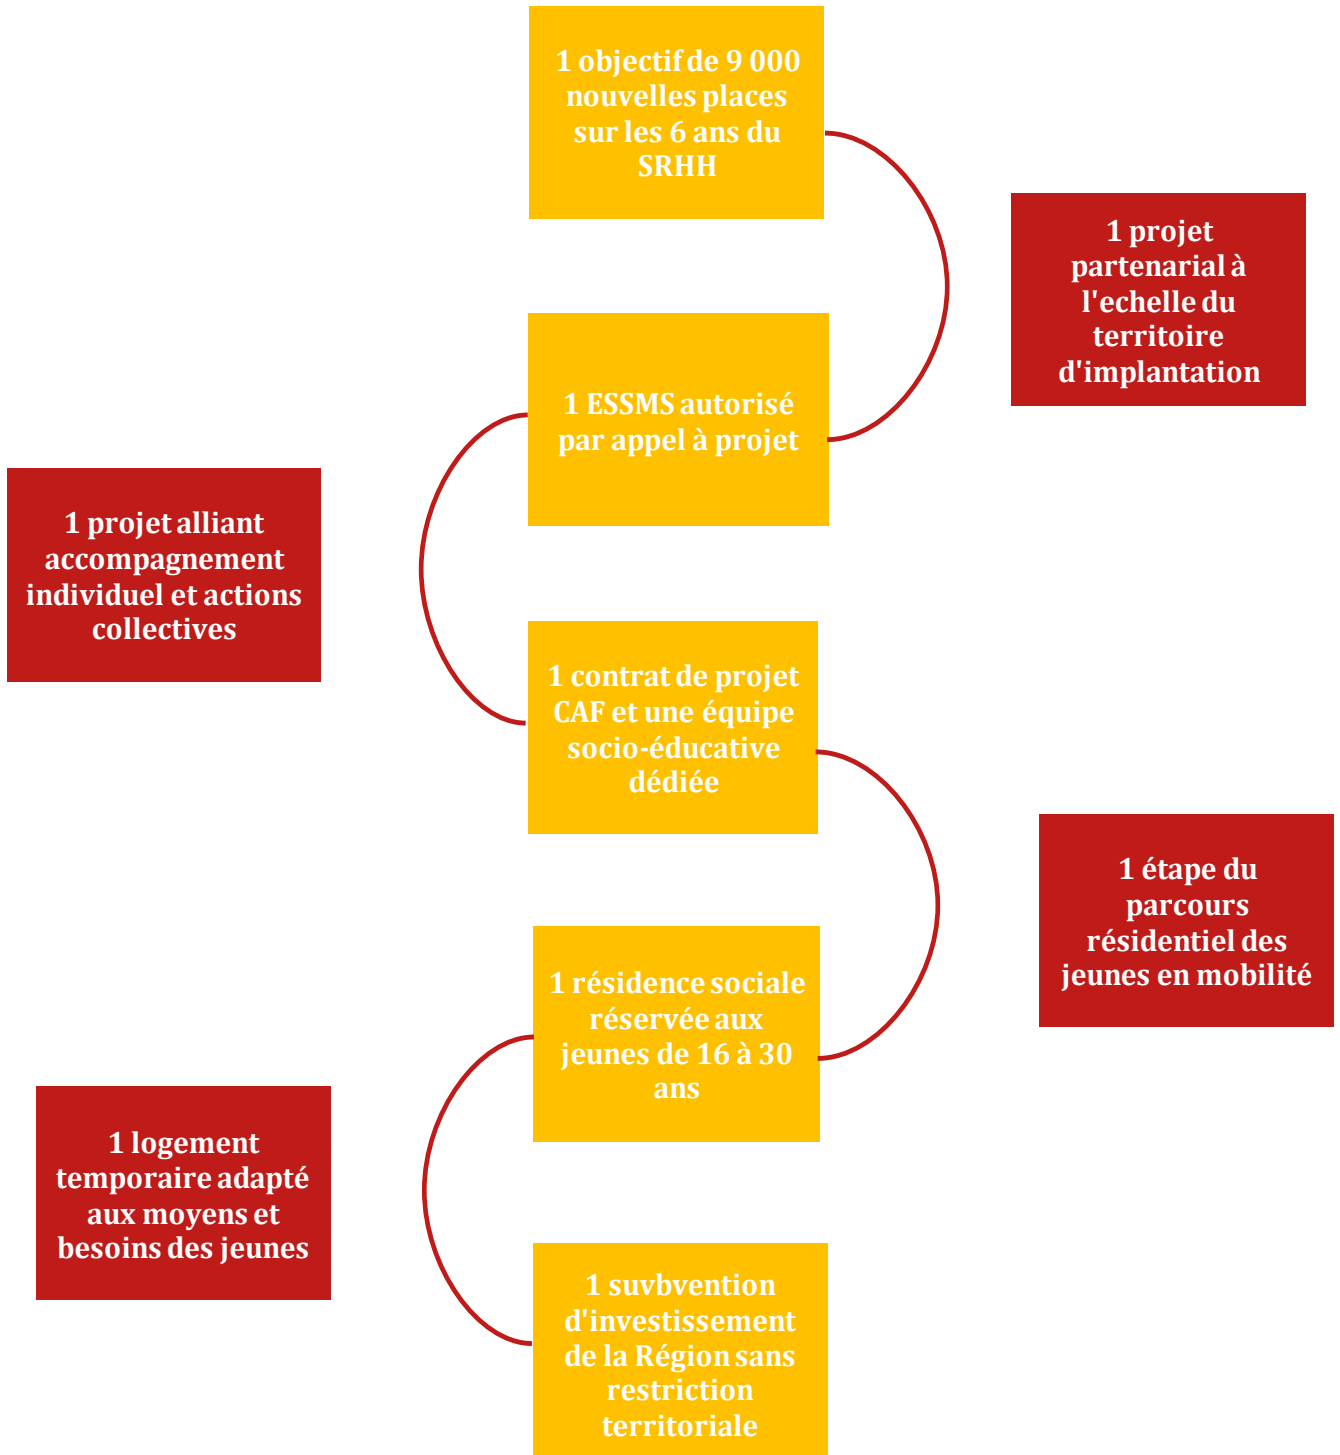 1 objectif de 9 000
nouvelles places
sur les 6 ans du
SRHH
1 projet
partenarial à
l'echelle du
territoire
d'implantation
1 ESSMS autorisé
par appel à projet
1 projet alliant
accompagnement
individuel et actions
collectives
1 contrat de projet
CAF et une équipe
socio-éducative
dédiée
1 étape du
parcours
résidentiel des
jeunes en mobilité
1 résidence sociale
réservée aux
jeunes de 16 à 30
ans
1 logement
temporaire adapté
aux moyens et
besoins des jeunes
1 suvbvention
d'investissement
de la Région sans
restriction
territoriale